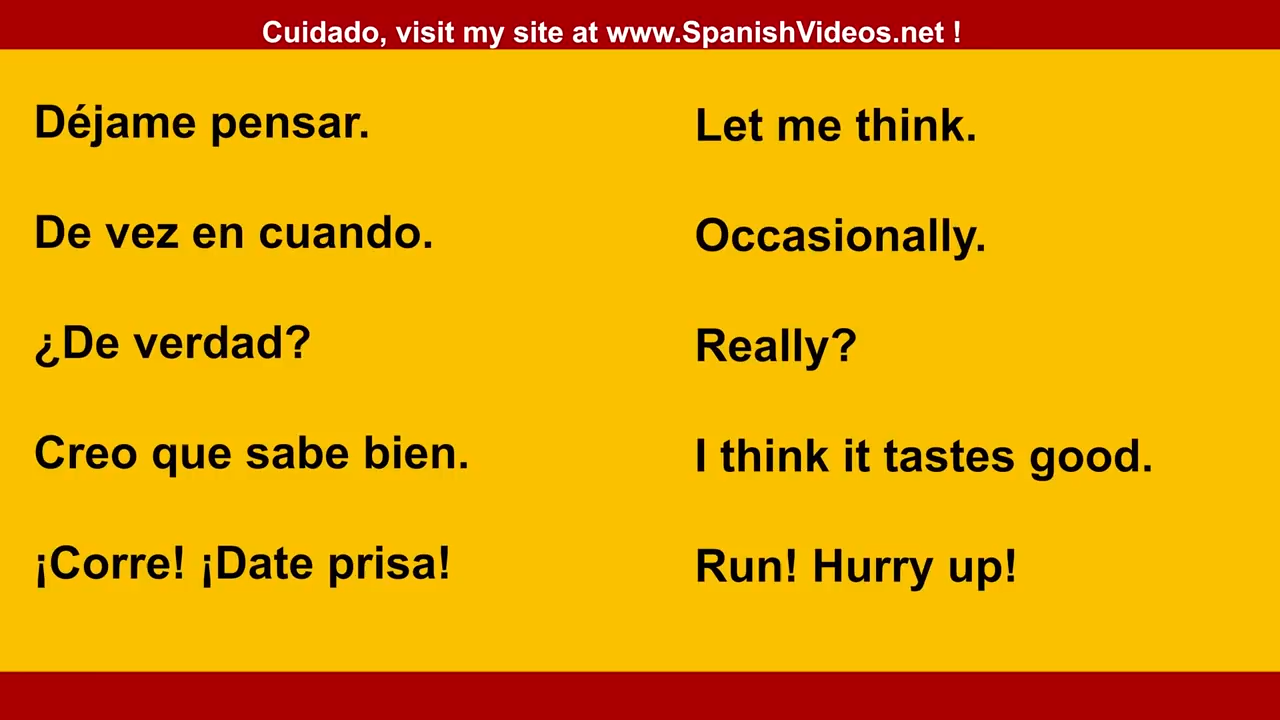 Cuidado, visit my site at www.SpanishVideos.net !
Déjame pensar.
Let me think.
De vez en cuando.
Occasionally.
¿De verdad?
Really?
Creo que sabe bien.
I think it tastes good.
¡Corre! ¡Date prisa!
Run! Hurry up!